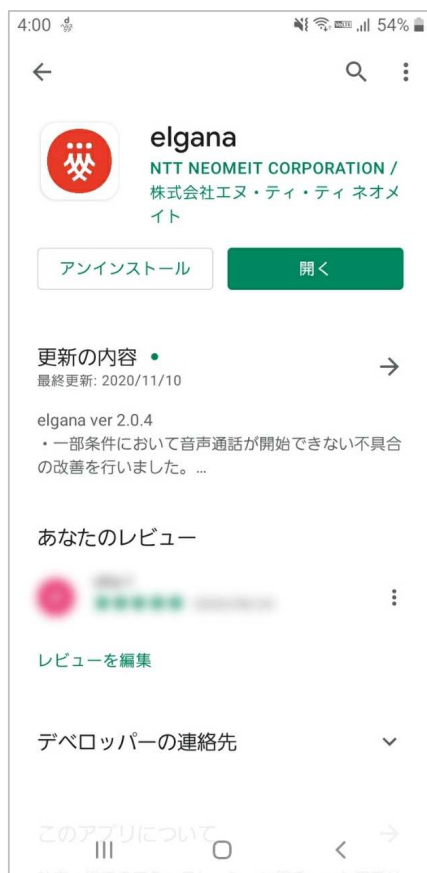 4:00 54%
elgana
NTT NEOMEIT CORPORATION /
株式会社エヌ・ティ・ティ ネオメ
イト
アンインストール 開く
更新の内容
最終更新: 2020/11/10
elgana ver 2.0.4
・一部条件において音声通話が開始できない不具合
の改善を行いました。...
あなたのレビュー
レビューを編集
デベロッパーの連絡先
このアプリについて